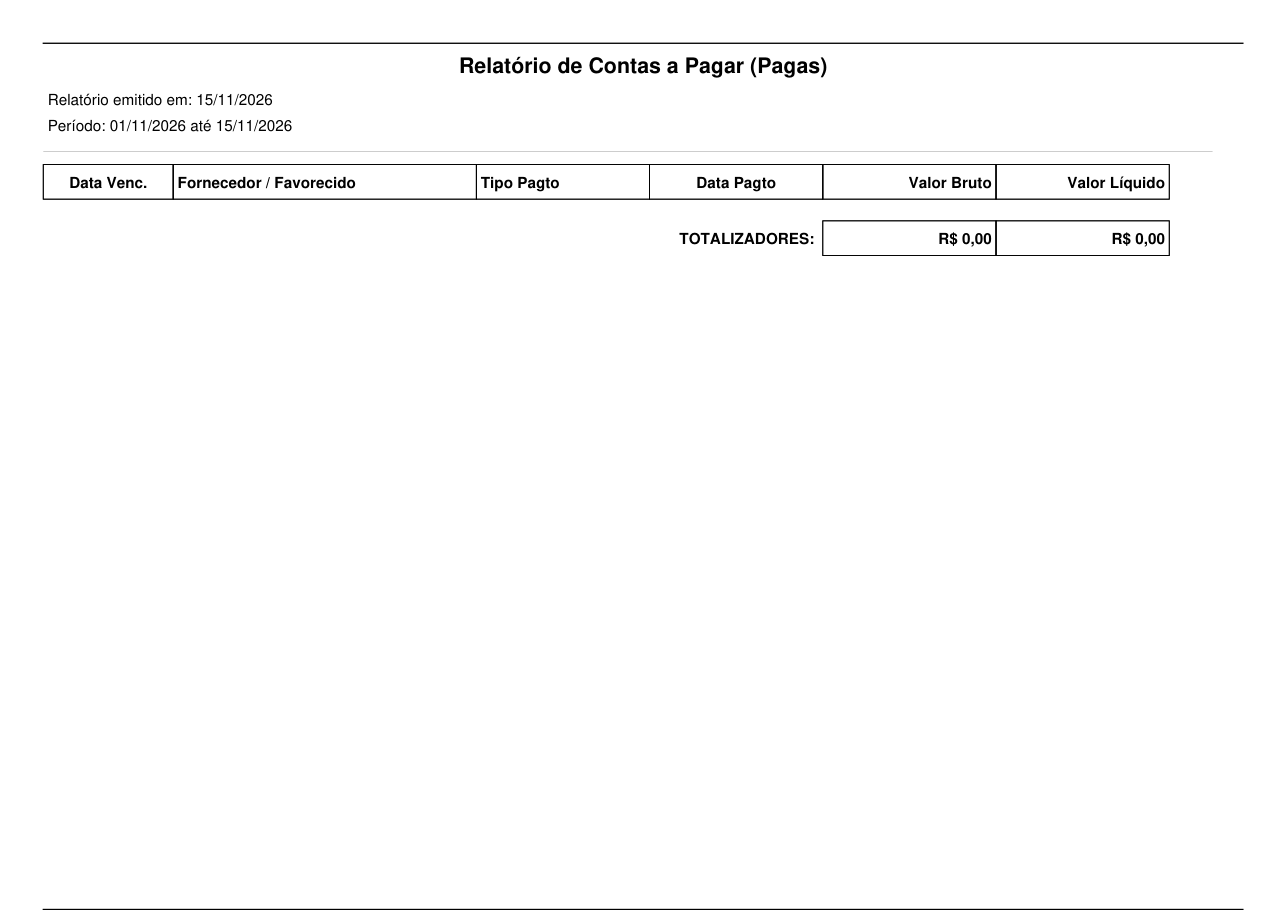 Relatório de Contas a Pagar (Pagas)
Relatório emitido em: 15/11/2026
Período: 01/11/2026 até 15/11/2026
Data Venc. Fornecedor / Favorecido Tipo Pagto Data Pagto Valor Bruto Valor Líquido
TOTALIZADORES: R$ 0,00 R$ 0,00